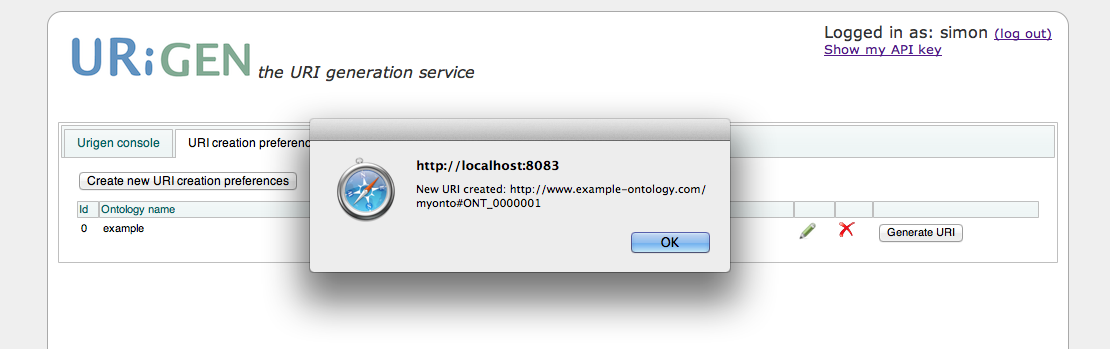 Logged in as: simon (log out)
Show my API key
URiGEN the URI generation service
Urigen console
URI creation preferenc
http://localhost:8083
New URI created: http://www.example-ontology.com/
myonto#ONT_0000001
OK
Create new URI creation preferences
Id Ontology name
0 example
Generate URI